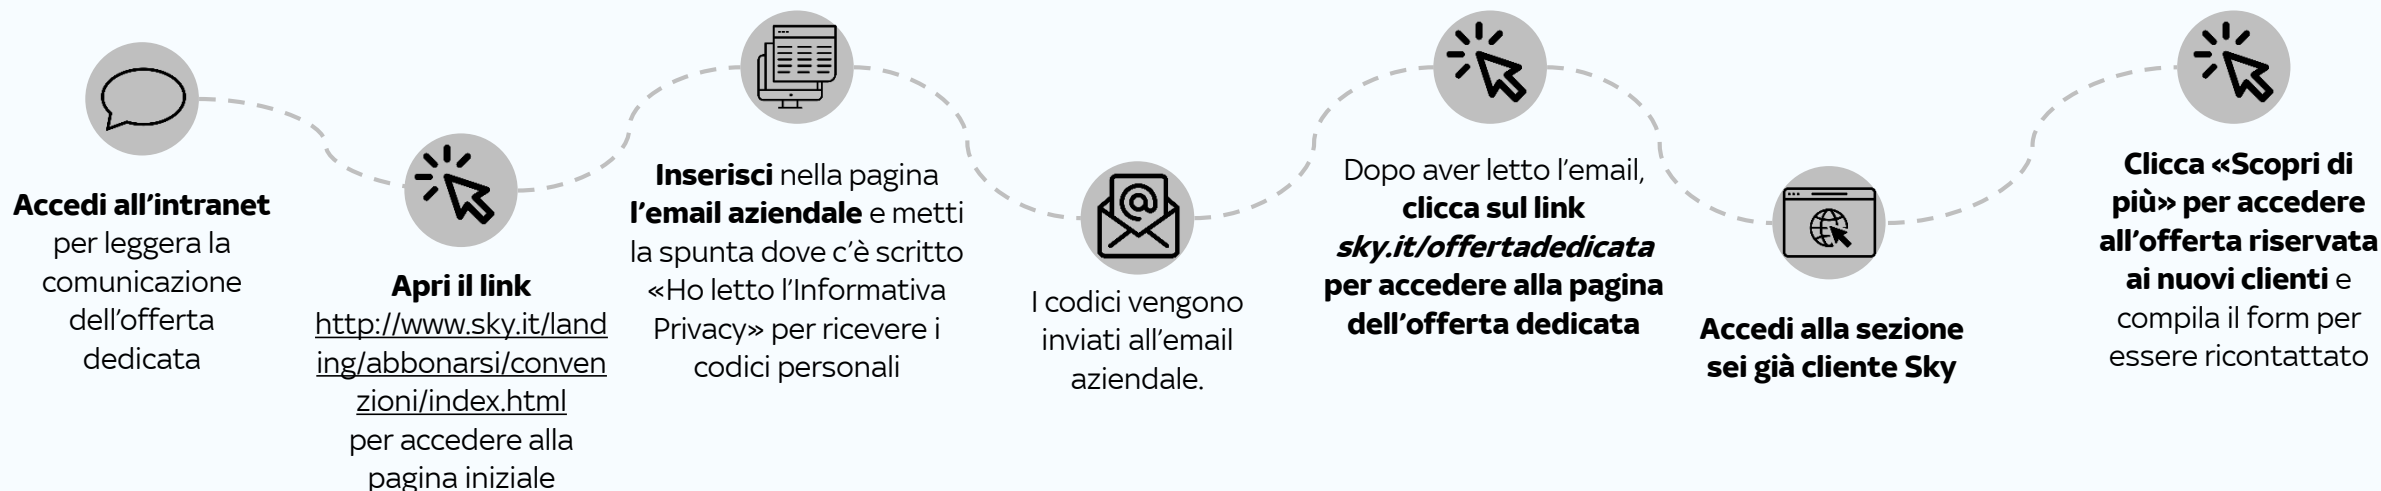 Accedi all'intranet
per leggera la
comunicazione
dell'offerta
dedicata
Apri il link
http://www.sky.it/land
ing/abbonarsi/conven
zioni/index.html
per accedere alla
pagina iniziale
Inserisci nella pagina
l'email aziendale e metti
la spunta dove c'è scritto
«Ho letto l'Informativa
Privacy» per ricevere i
codici personali
@
I codici vengono
inviati all'email
aziendale.
Dopo aver letto l'email,
clicca sul link
sky.it/offertadedicata
per accedere alla pagina
dell'offerta dedicata
Accedi alla sezione
sei già cliente Sky
Clicca «Scopri di
più» per accedere
all'offerta riservata
ai nuovi clienti e
compila il form per
essere ricontattato